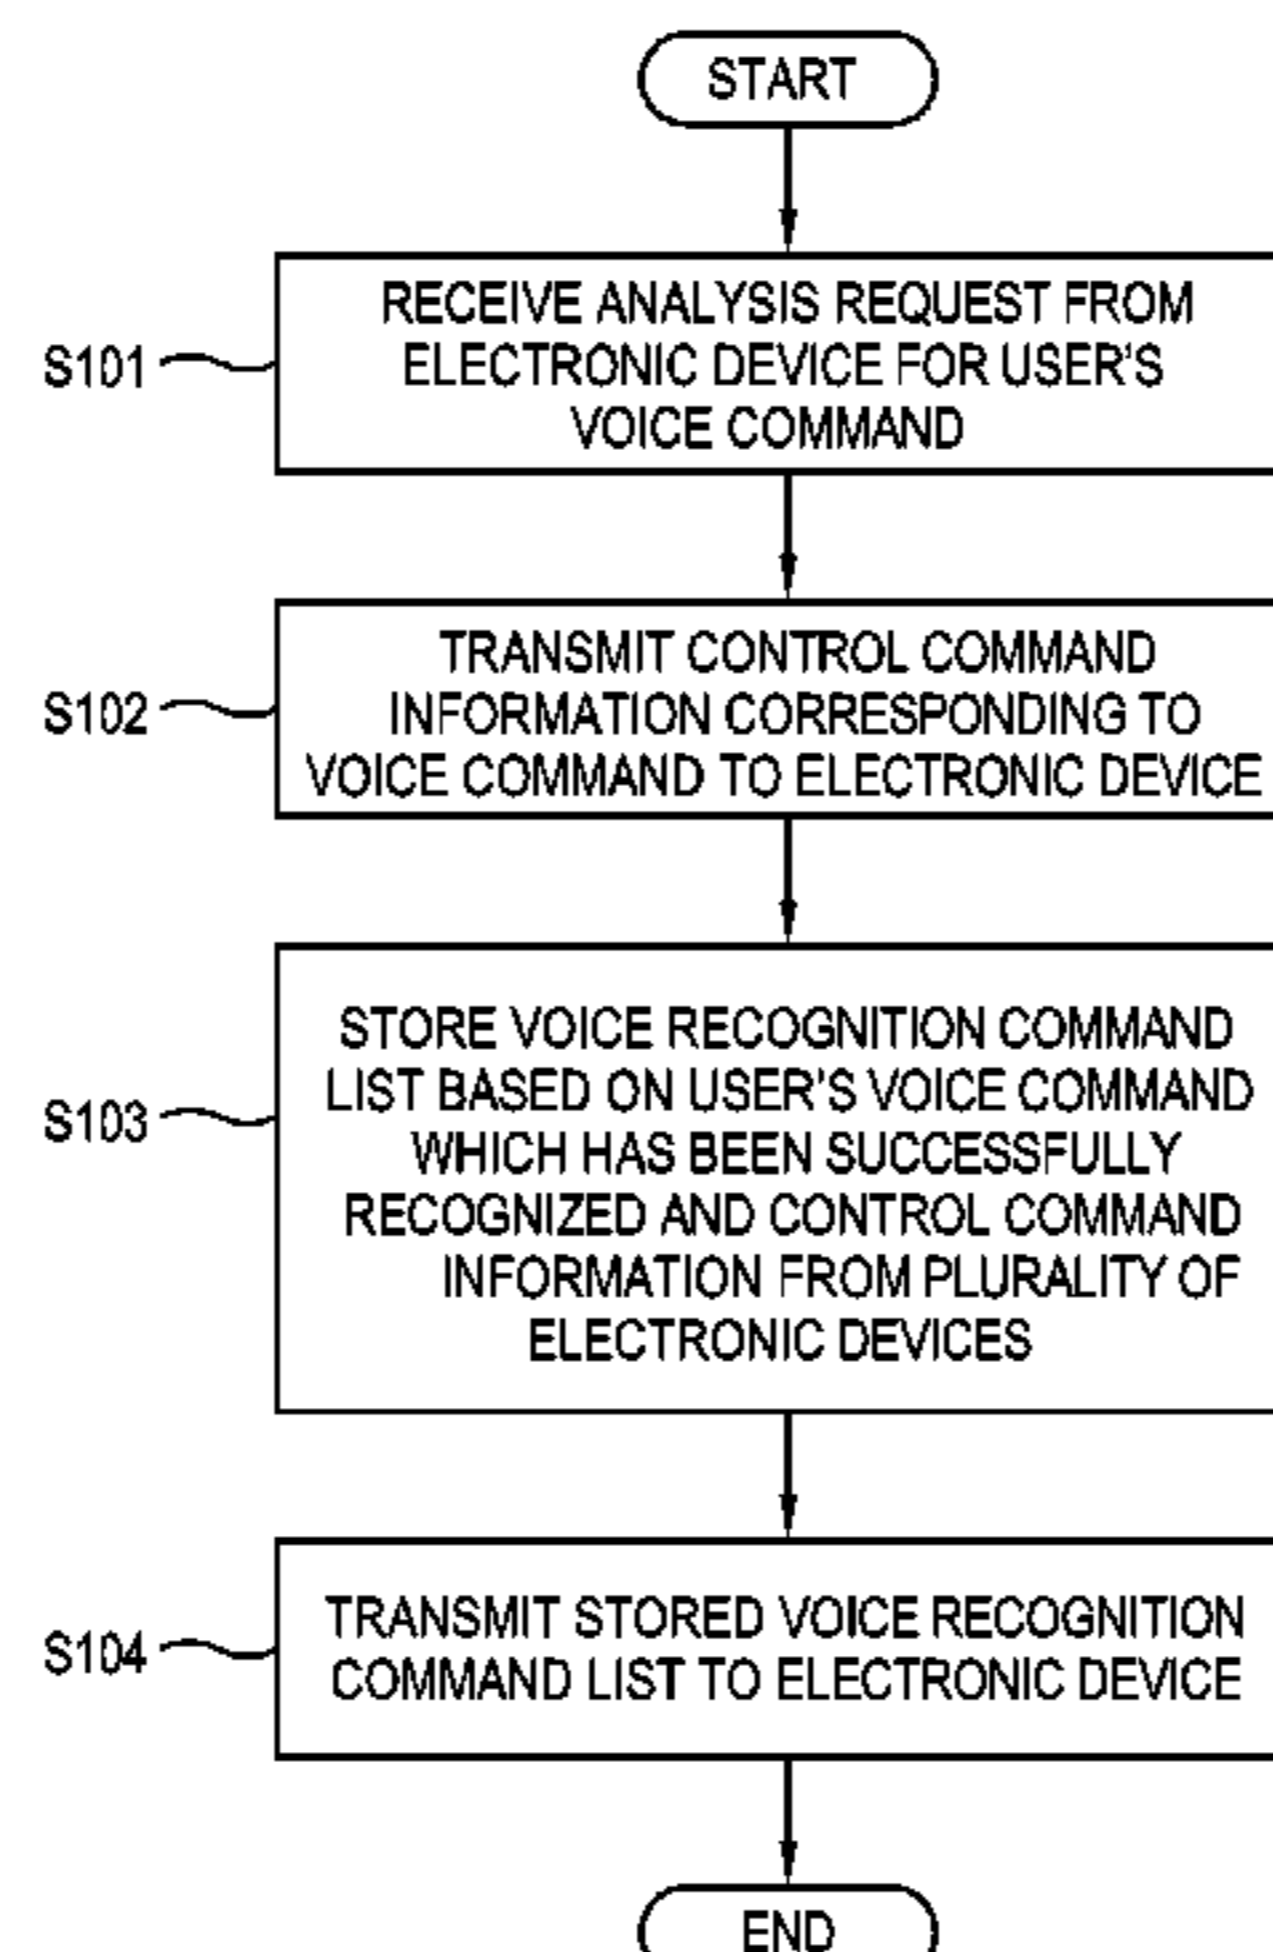 START
S101
RECEIVE ANALYSIS REQUEST FROM
ELECTRONIC DEVICE FOR USER'S
VOICE COMMAND
S102
TRANSMIT CONTROL COMMAND
INFORMATION CORRESPONDING TO
VOICE COMMAND TO ELECTRONIC DEVICE
S103
STORE VOICE RECOGNITION COMMAND
LIST BASED ON USER'S VOICE COMMAND
WHICH HAS BEEN SUCCESSFULLY
RECOGNIZED AND CONTROL COMMAND
INFORMATION FROM PLURALITY OF
ELECTRONIC DEVICES
S104
TRANSMIT STORED VOICE RECOGNITION
COMMAND LIST TO ELECTRONIC DEVICE
END